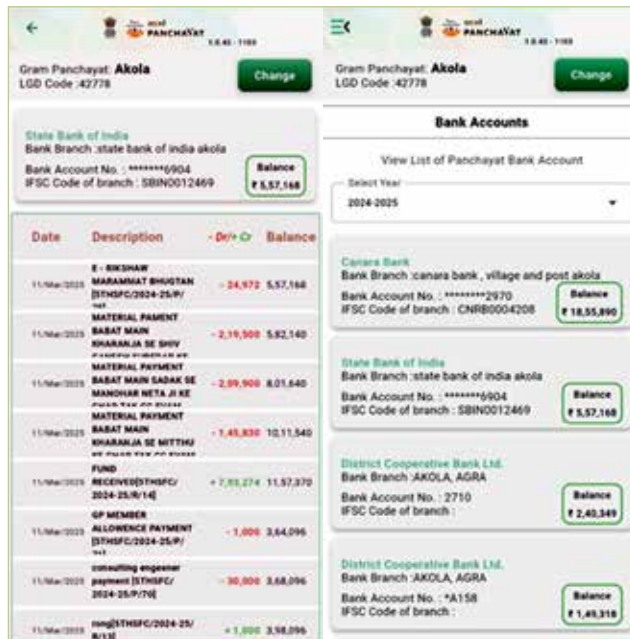 मेरी
PANCHAYAT
Gram Panchayat: Akola
LGD Code :42778
Change
State Bank of India
Bank Branch :state bank of india akola
Bank Account No. : *******6904
IFSC Code of branch : SBIN0012469
Balance
₹ 5,57,168
Date Description - Dr/+ Cr Balance
11/Mar/2025
E - RIKSHAW
MARAMMAT BHUGTAN
[5THSFC/2024-25/P/
- 24,972 5,57,168
11/Mar/2025
MATERIAL PAMENT
BABAT MAIN
KHARANJA SE SHIV
- 2,19,500 5,82,140
11/Mar/2025
MATERIAL PAYMENT
BABAT MAIN SADAK SE
MANOHAR NETA JI KE
- 2,09,900 8,01,640
11/Mar/2025
MATERIAL PAYMENT
BABAT MAIN
KHARANJA SE MITTHU
- 1,45,830 10,11,540
11/Mar/2025
FUND
RECEIVED[5THSFC/
2024-25/R/14]
+ 7,93,274 11,57,370
11/Mar/2025
GP MEMBER
ALLOWENCE PAYMENT
[5THSFC/2024-25/P/
- 1,000 3,64,096
11/Mar/2025
consulting engeener
payment [5THSFC/
2024-25/P/70]
- 30,000 3,68,096
11/Mar/2025
rong[5THSFC/2024-25/
R/13]
+ 1,000 3,98,096
मेरी
PANCHAYAT
Gram Panchayat: Akola
LGD Code :42778
Change
Bank Accounts
View List of Panchayat Bank Account
Select Year
2024-2025
Canara Bank
Bank Branch :canara bank , village and post akola
Bank Account No. : ********2970
IFSC Code of branch : CNRB0004208
Balance
₹ 18,55,890
State Bank of India
Bank Branch :state bank of india akola
Bank Account No. : *******6904
IFSC Code of branch : SBIN0012469
Balance
₹ 5,57,168
District Cooperative Bank Ltd.
Bank Branch :AKOLA, AGRA
Bank Account No. : 2710
IFSC Code of branch :
Balance
₹ 2,40,349
District Cooperative Bank Ltd.
Bank Branch :AKOLA, AGRA
Bank Account No. : *A158
IFSC Code of branch :
Balance
₹ 1,49,318